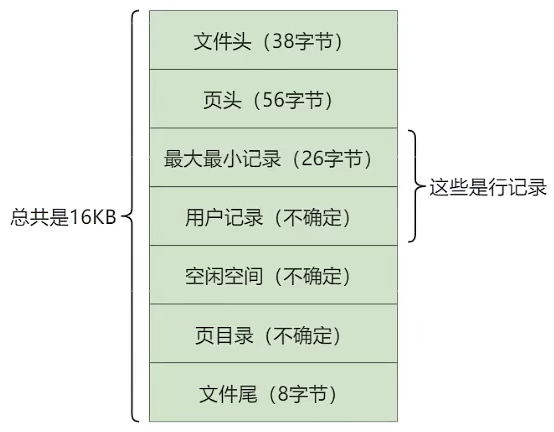 文件头（38字节）
页头（56字节）
最大最小记录（26字节）
这些是行记录
总共是16KB
用户记录（不确定）
空闲空间（不确定）
页目录（不确定）
文件尾（8字节）